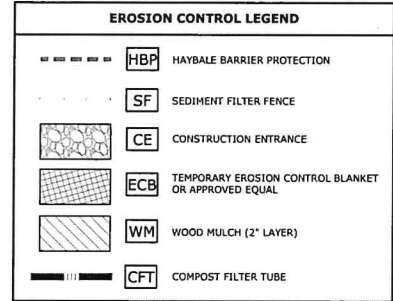 EROSION CONTROL LEGEND
HBP HAYBALE BARRIER PROTECTION
SF SEDIMENT FILTER FENCE
CE CONSTRUCTION ENTRANCE
ECB TEMPORARY EROSION CONTROL BLANKET
OR APPROVED EQUAL
WM WOOD MULCH (2" LAYER)
CFT COMPOST FILTER TUBE